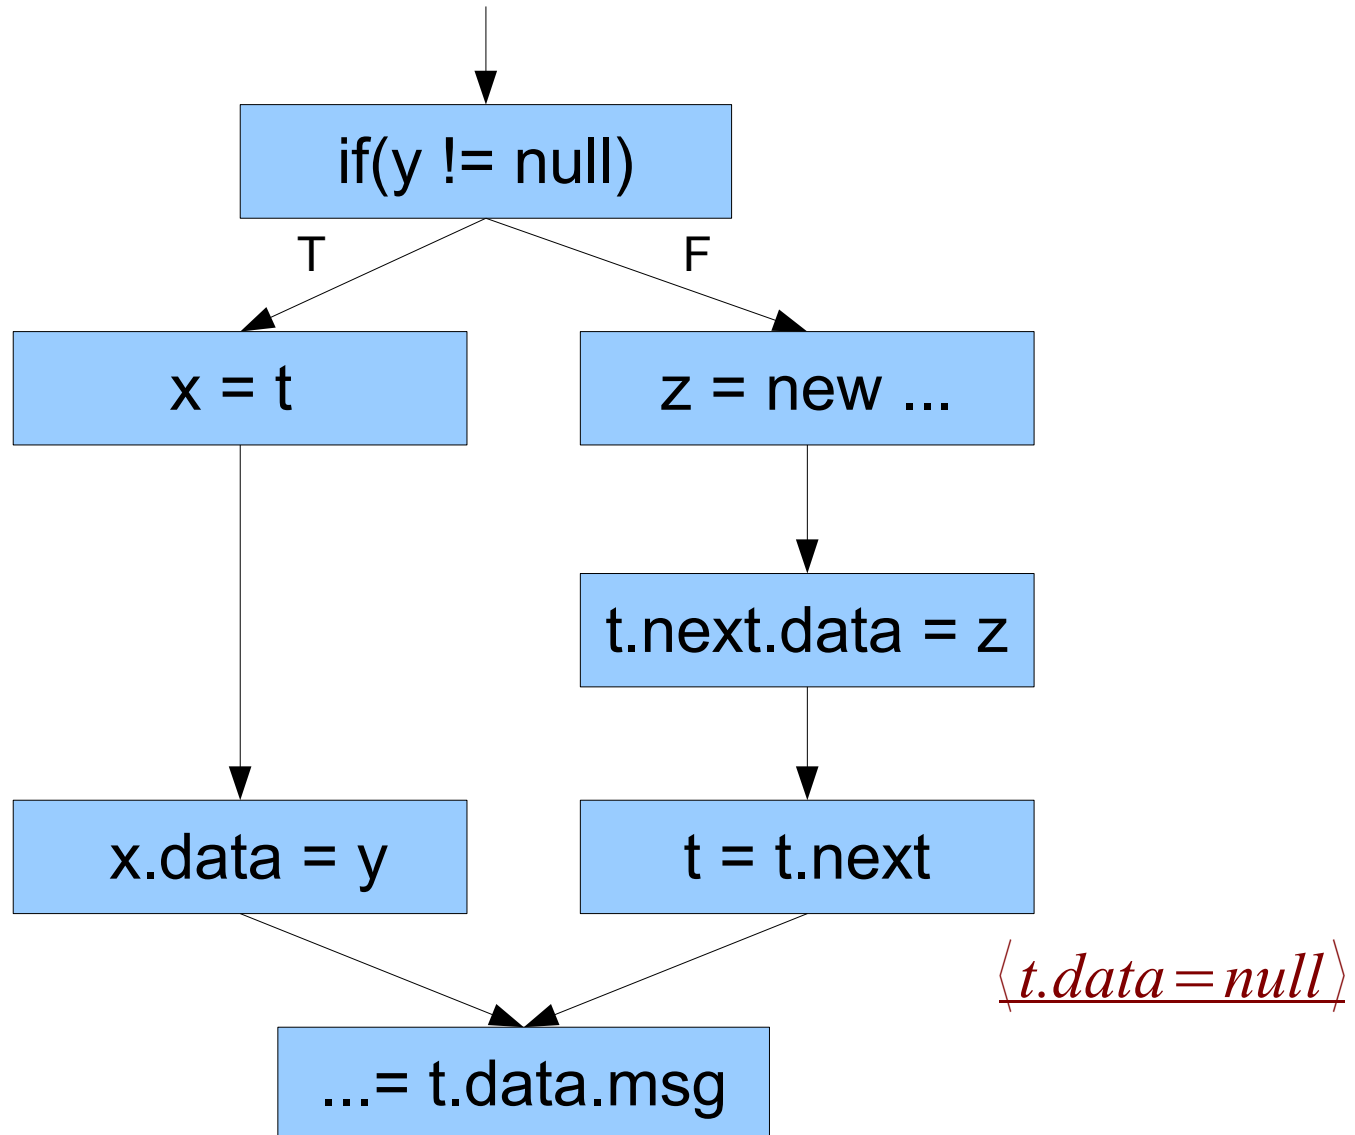 if(y != null)
T
F
x = t
z = new ...
t.next.data = z
x.data = y
t = t.next
⟨t.data=null⟩
...= t.data.msg